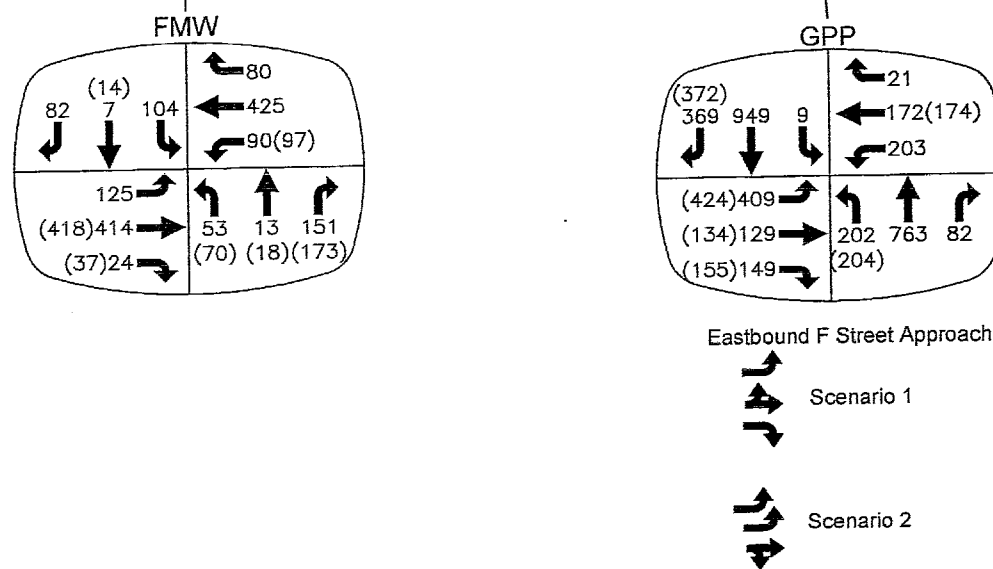 FMW
(14)
82 7 104
80
425
90(97)
125
(418)414
(37)24
53 13 151
(70) (18)(173)
GPP
(372)
369 949 9
21
172(174)
203
(424)409
(134)129
(155)149
202 763 82
(204)
Eastbound F Street Approach
Scenario 1
Scenario 2